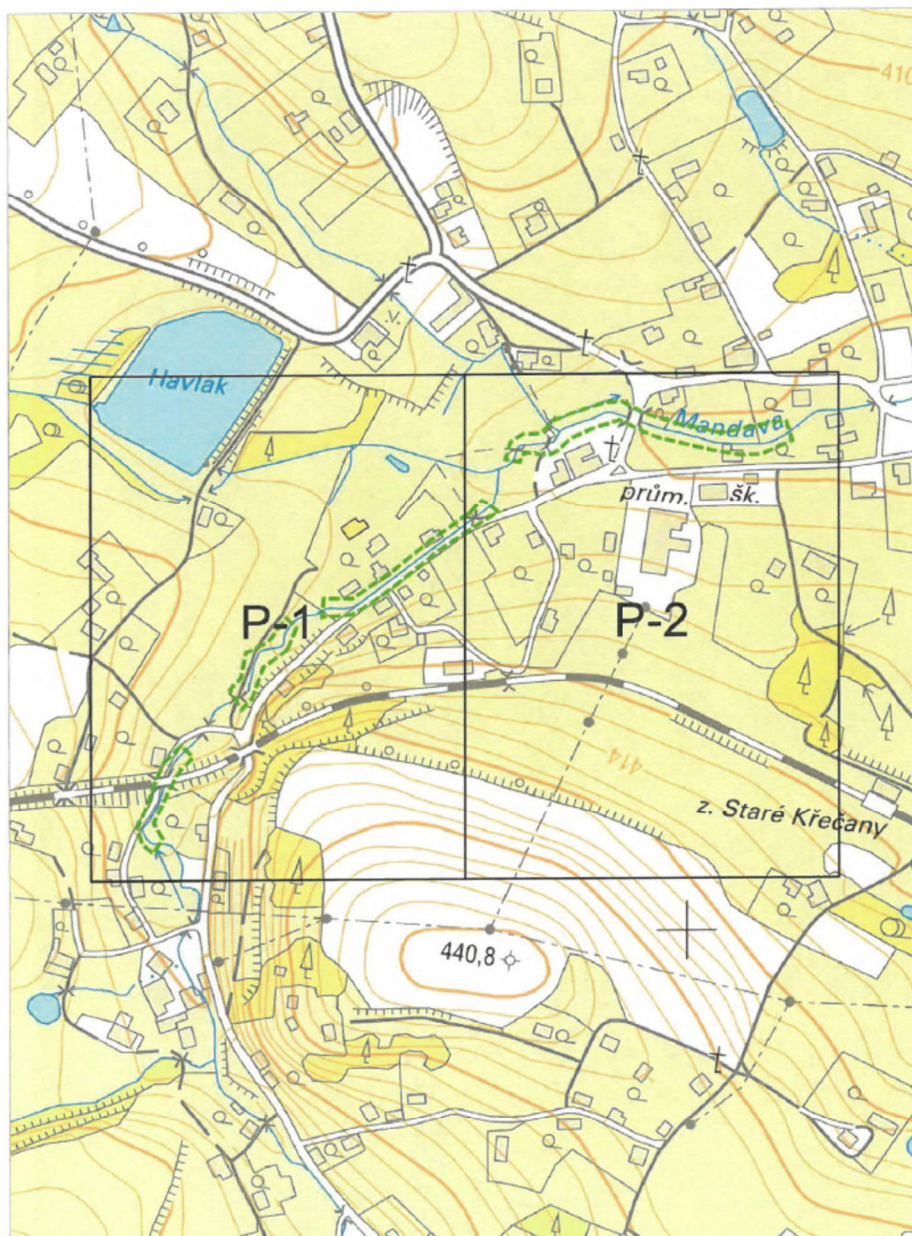 410
Havlak
Mandava
prům. šk.
P-1
P-2
414
z. Staré Křečany
440,8